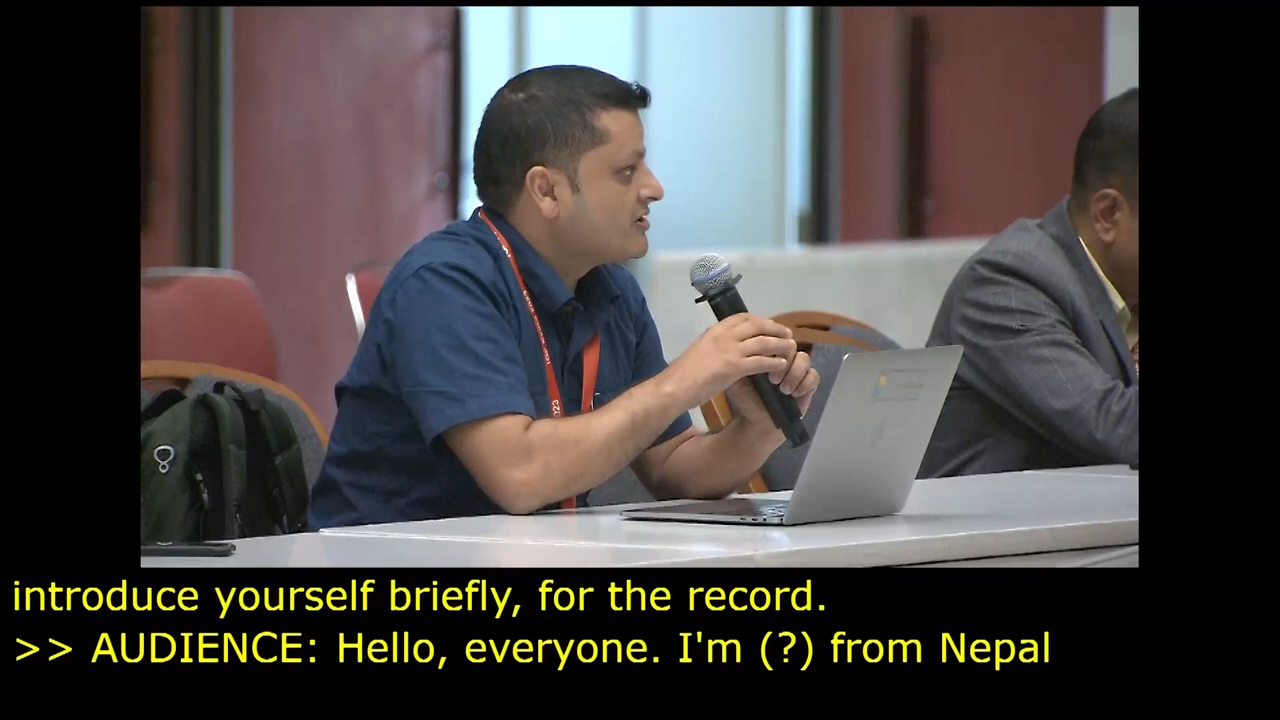 introduce yourself briefly, for the record.
>> AUDIENCE: Hello, everyone. I'm (?) from Nepal